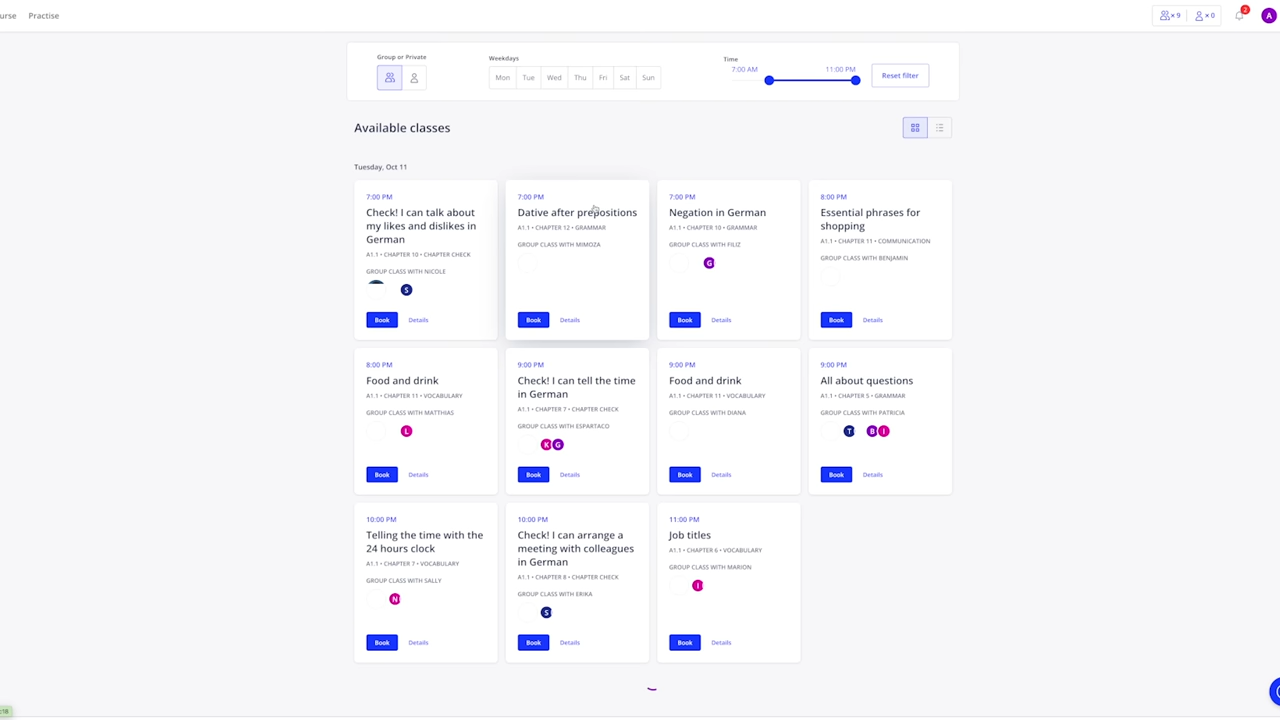 urse Practise × 9 × 0 2 A
Group or Private Weekdays Time
7:00 AM 11:00 PM
Mon Tue Wed Thu Fri Sat Sun Reset filter
Available classes
Tuesday, Oct 11
7:00 PM
Check! I can talk about
my likes and dislikes in
German
A1.1 • CHAPTER 10 • CHAPTER CHECK
GROUP CLASS WITH NICOLE
S
Book Details
7:00 PM
Dative after prepositions
A1.1 • CHAPTER 12 • GRAMMAR
GROUP CLASS WITH MIMOZA
Book Details
7:00 PM
Negation in German
A1.1 • CHAPTER 10 • GRAMMAR
GROUP CLASS WITH FILIZ
G
Book Details
8:00 PM
Essential phrases for
shopping
A1.1 • CHAPTER 11 • COMMUNICATION
GROUP CLASS WITH BENJAMIN
Book Details
8:00 PM
Food and drink
A1.1 • CHAPTER 11 • VOCABULARY
GROUP CLASS WITH MATTHIAS
L
Book Details
9:00 PM
Check! I can tell the time
in German
A1.1 • CHAPTER 7 • CHAPTER CHECK
GROUP CLASS WITH ESPARTACO
K G
Book Details
9:00 PM
Food and drink
A1.1 • CHAPTER 11 • VOCABULARY
GROUP CLASS WITH DIANA
Book Details
9:00 PM
All about questions
A1.1 • CHAPTER 5 • GRAMMAR
GROUP CLASS WITH PATRICIA
T B I
Book Details
10:00 PM
Telling the time with the
24 hours clock
A1.1 • CHAPTER 7 • VOCABULARY
GROUP CLASS WITH SALLY
N
Book Details
10:00 PM
Check! I can arrange a
meeting with colleagues
in German
A1.1 • CHAPTER 8 • CHAPTER CHECK
GROUP CLASS WITH ERIKA
S
Book Details
11:00 PM
Job titles
A1.1 • CHAPTER 6 • VOCABULARY
GROUP CLASS WITH MARION
I
Book Details
:18